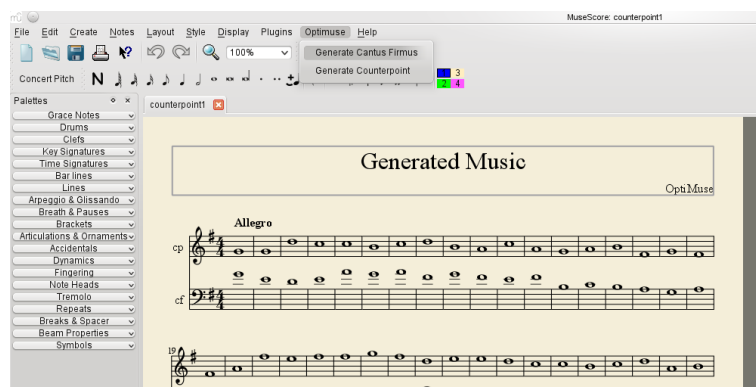 MuseScore: counterpoint1
File Edit Create Notes Layout Style Display Plugins Optimuse Help
100%
Generate Cantus Firmus
Generate Counterpoint
Concert Pitch N
1 3
2 4
Palettes
counterpoint1
Grace Notes
Drums
Clefs
Key Signatures
Time Signatures
Bar lines
Lines
Arpeggio & Glissando
Breath & Pauses
Brackets
Articulations & Ornaments
Accidentals
Dynamics
Fingering
Note Heads
Tremolo
Repeats
Breaks & Spacer
Beam Properties
Symbols
Generated Music
OptiMuse
Allegro
cp
cf
19